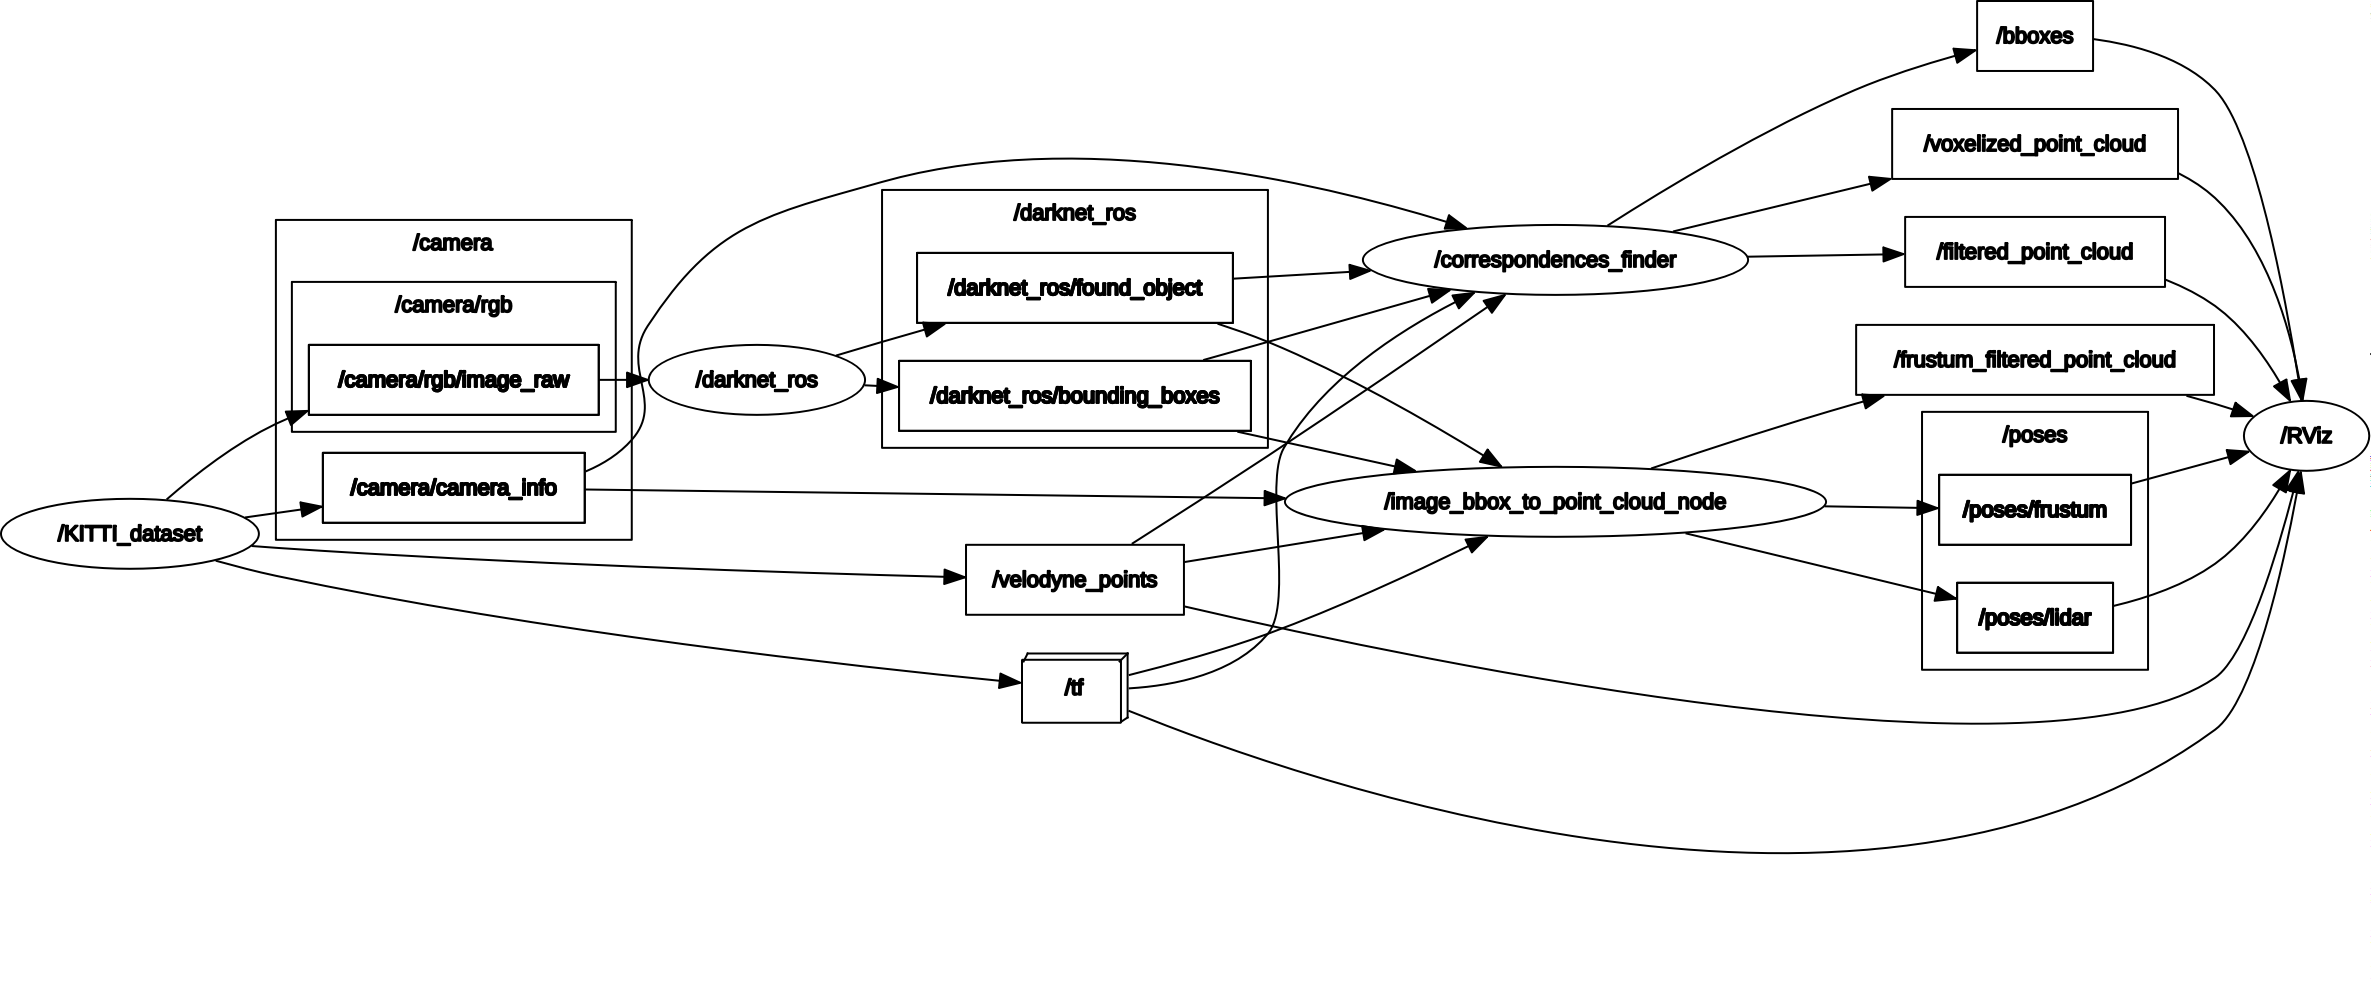 /bboxes
/voxelized_point_cloud
/camera
/darknet_ros
/correspondences_finder
/filtered_point_cloud
/camera/rgb
/darknet_ros/found_object
/camera/rgb/image_raw
/darknet_ros
/darknet_ros/bounding_boxes
/frustum_filtered_point_cloud
/poses
/RViz
/camera/camera_info
/image_bbox_to_point_cloud_node
/poses/frustum
/KITTI_dataset
/velodyne_points
/poses/lidar
/tf